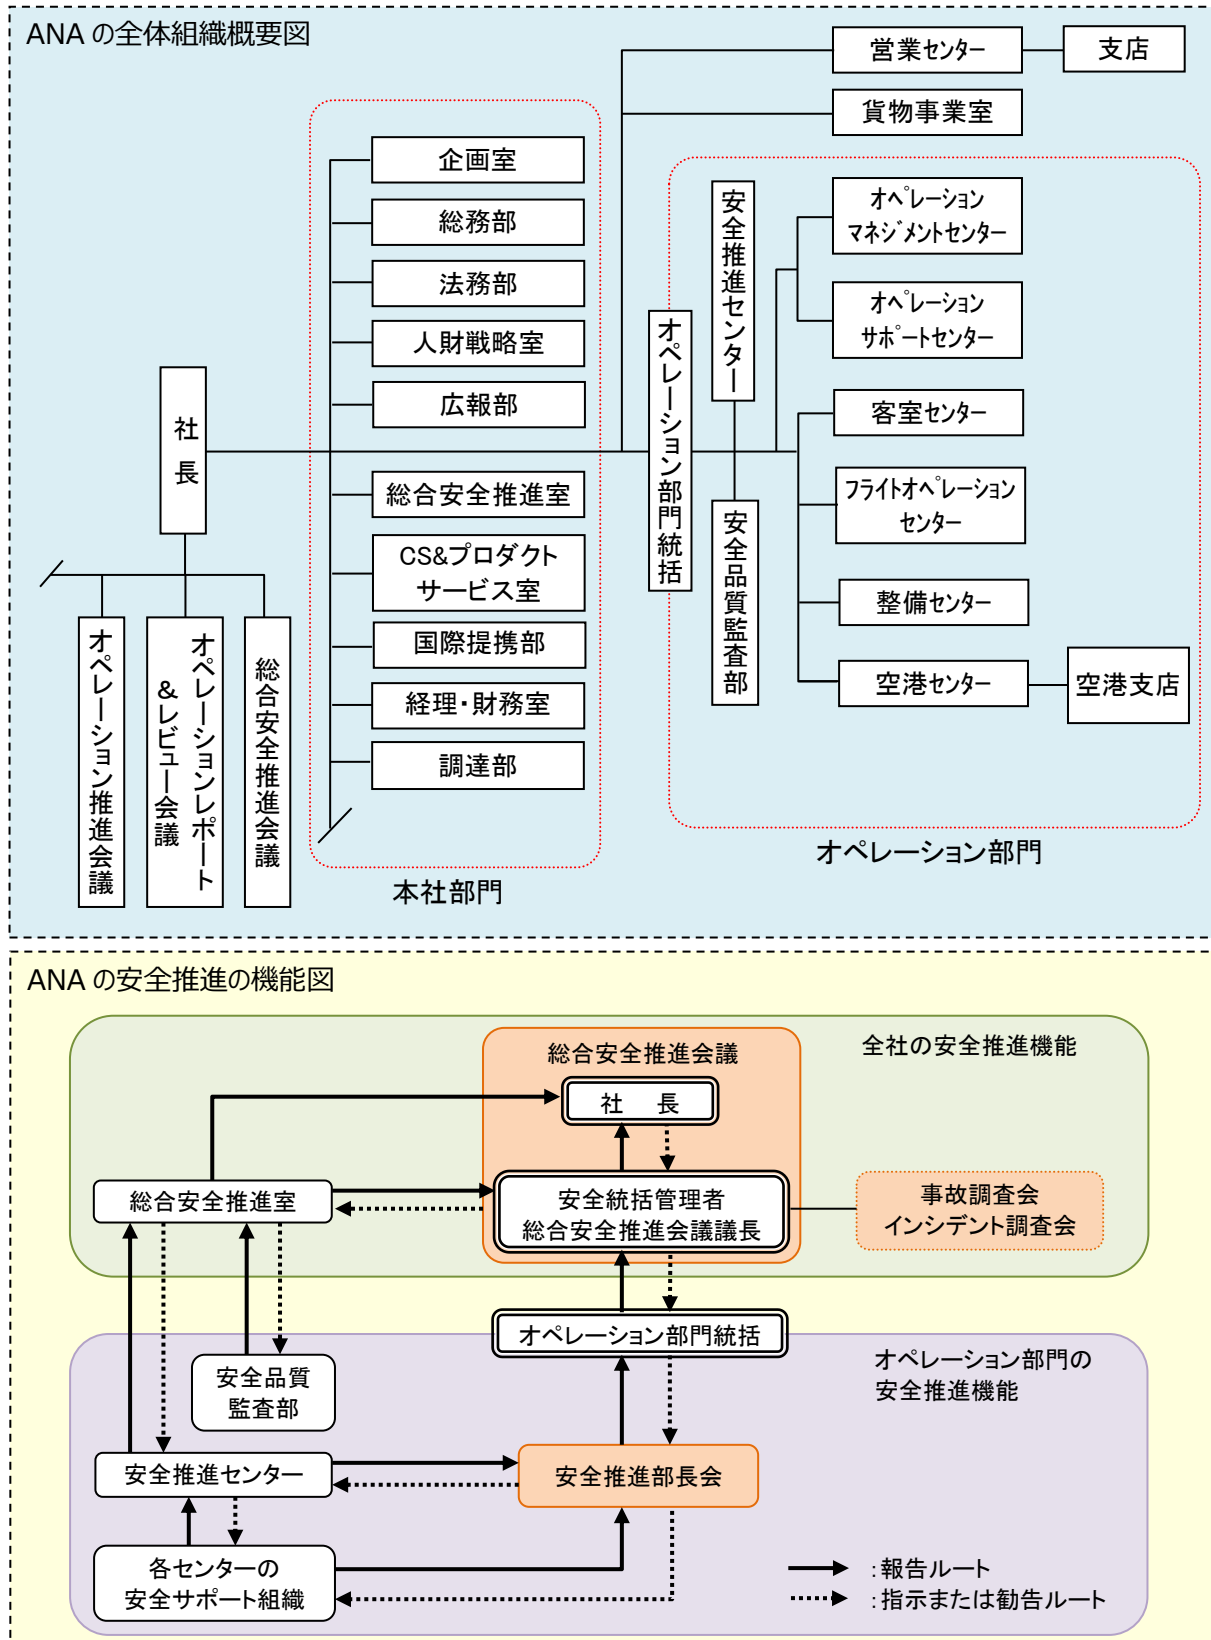 ANA の全体組織概要図
営業センター
支店
貨物事業室
企画室
総務部
法務部
人財戦略室
広報部
総合安全推進室
CS&プロダクト
サービス室
国際提携部
経理・財務室
調達部
本社部門
社長
オペレーション推進会議
オペレーションレポート
&レビュー会議
総合安全推進会議
オペレーション部門統括
安全推進センター
安全品質監査部
オペレーション
マネジメントセンター
オペレーション
サポートセンター
客室センター
フライトオペレーション
センター
整備センター
空港センター
空港支店
オペレーション部門
ANA の安全推進の機能図
全社の安全推進機能
総合安全推進会議
社　長
総合安全推進室
安全統括管理者
総合安全推進会議議長
事故調査会
インシデント調査会
オペレーション部門統括
オペレーション部門の
安全推進機能
安全品質
監査部
安全推進センター
安全推進部長会
各センターの
安全サポート組織
：報告ルート
：指示または勧告ルート